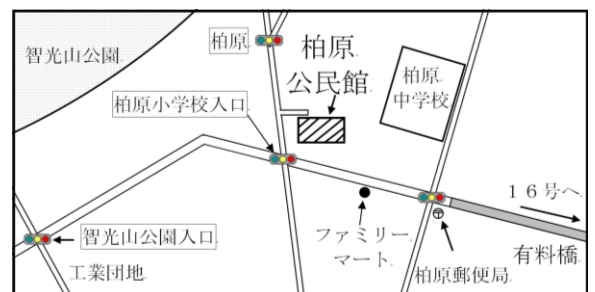 柏原
柏原
公民館
智光山公園
柏原
中学校
柏原小学校入口
１６号へ
智光山公園入口
ファミリー
マート
有料橋
工業団地
柏原郵便局